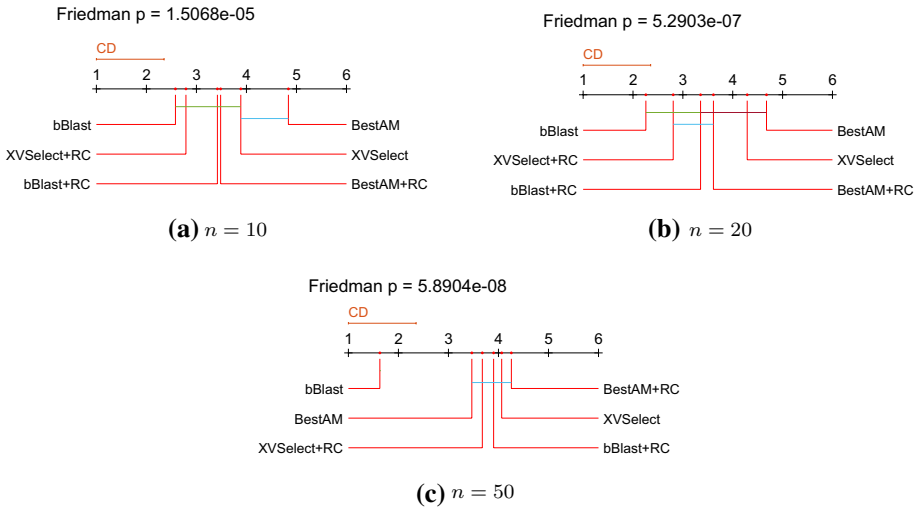 Friedman p = 1.5068e-05
CD
1 2 3 4 5 6
bBlast BestAM
XVSelect+RC XVSelect
bBlast+RC BestAM+RC
(a) n = 10
Friedman p = 5.2903e-07
CD
1 2 3 4 5 6
bBlast BestAM
XVSelect+RC XVSelect
bBlast+RC BestAM+RC
(b) n = 20
Friedman p = 5.8904e-08
CD
1 2 3 4 5 6
bBlast BestAM+RC
BestAM XVSelect
XVSelect+RC bBlast+RC
(c) n = 50